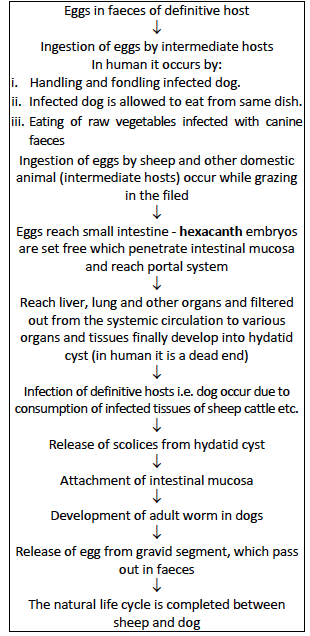 Eggs in faeces of definitive host
↓
Ingestion of eggs by intermediate hosts
In human it occurs by:
i. Handling and fondling infected dog.
ii. Infected dog is allowed to eat from same dish.
iii. Eating of raw vegetables infected with canine
faeces
Ingestion of eggs by sheep and other domestic
animal (intermediate hosts) occur while grazing
in the filed
↓
Eggs reach small intestine - hexacanth embryos
are set free which penetrate intestinal mucosa
and reach portal system
↓
Reach liver, lung and other organs and filtered
out from the systemic circulation to various
organs and tissues finally develop into hydatid
cyst (in human it is a dead end)
↓
Infection of definitive hosts i.e. dog occur due to
consumption of infected tissues of sheep cattle etc.
↓
Release of scolices from hydatid cyst
↓
Attachment of intestinal mucosa
↓
Development of adult worm in dogs
↓
Release of egg from gravid segment, which pass
out in faeces
↓
The natural life cycle is completed between
sheep and dog